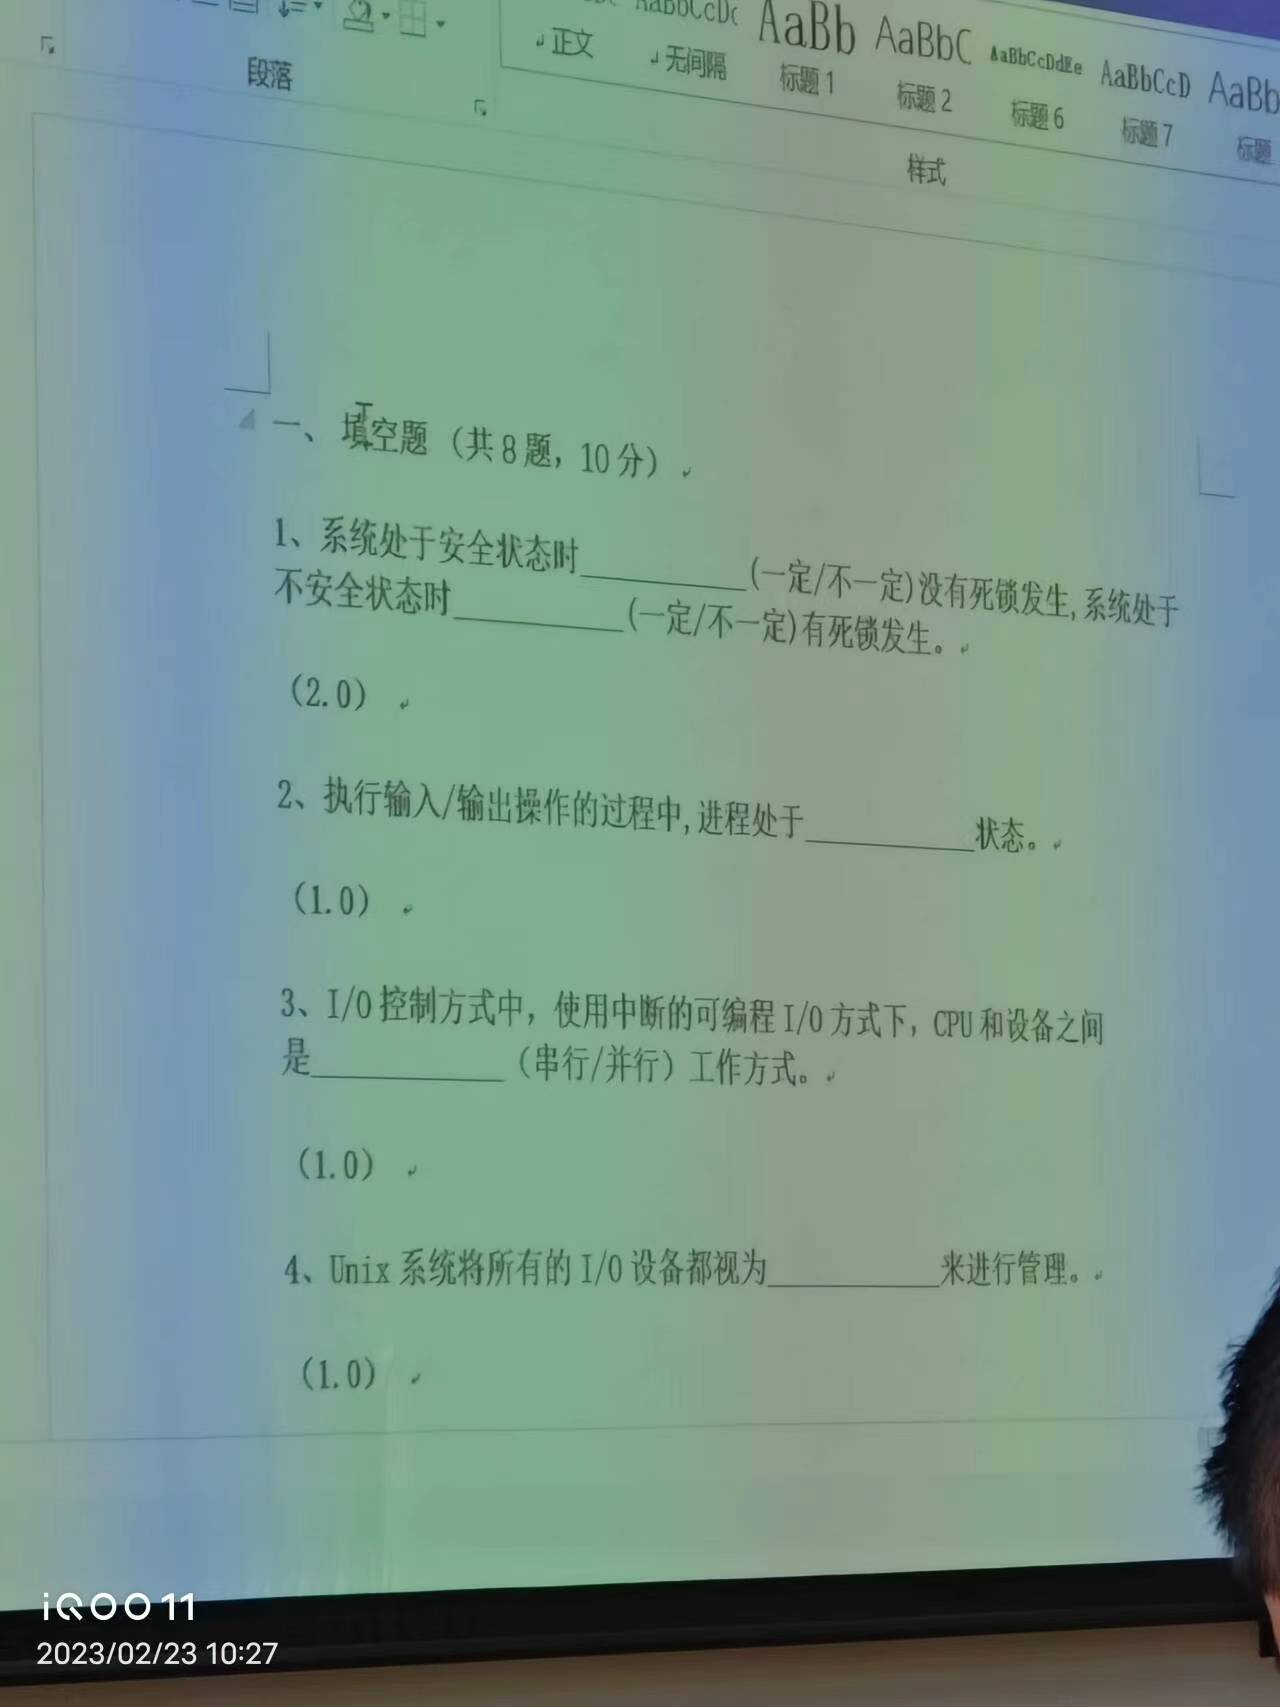 AaBbCcDc AaBb AaBbC AaBbCcDdEe AaBbCcD AaBb
↲正文 ↲无间隔 标题 1 标题 2 标题 6 标题 7 标题
段落
样式
一、填空题（共 8 题，10 分）
1、系统处于安全状态时__________(一定/不一定)没有死锁发生,系统处于
不安全状态时__________(一定/不一定)有死锁发生。
（2.0）
2、执行输入/输出操作的过程中,进程处于__________状态。
（1.0）
3、I/O 控制方式中，使用中断的可编程 I/O 方式下，CPU 和设备之间
是__________（串行/并行）工作方式。
（1.0）
4、Unix 系统将所有的 I/O 设备都视为__________来进行管理。
（1.0）
iQOO 11
2023/02/23 10:27